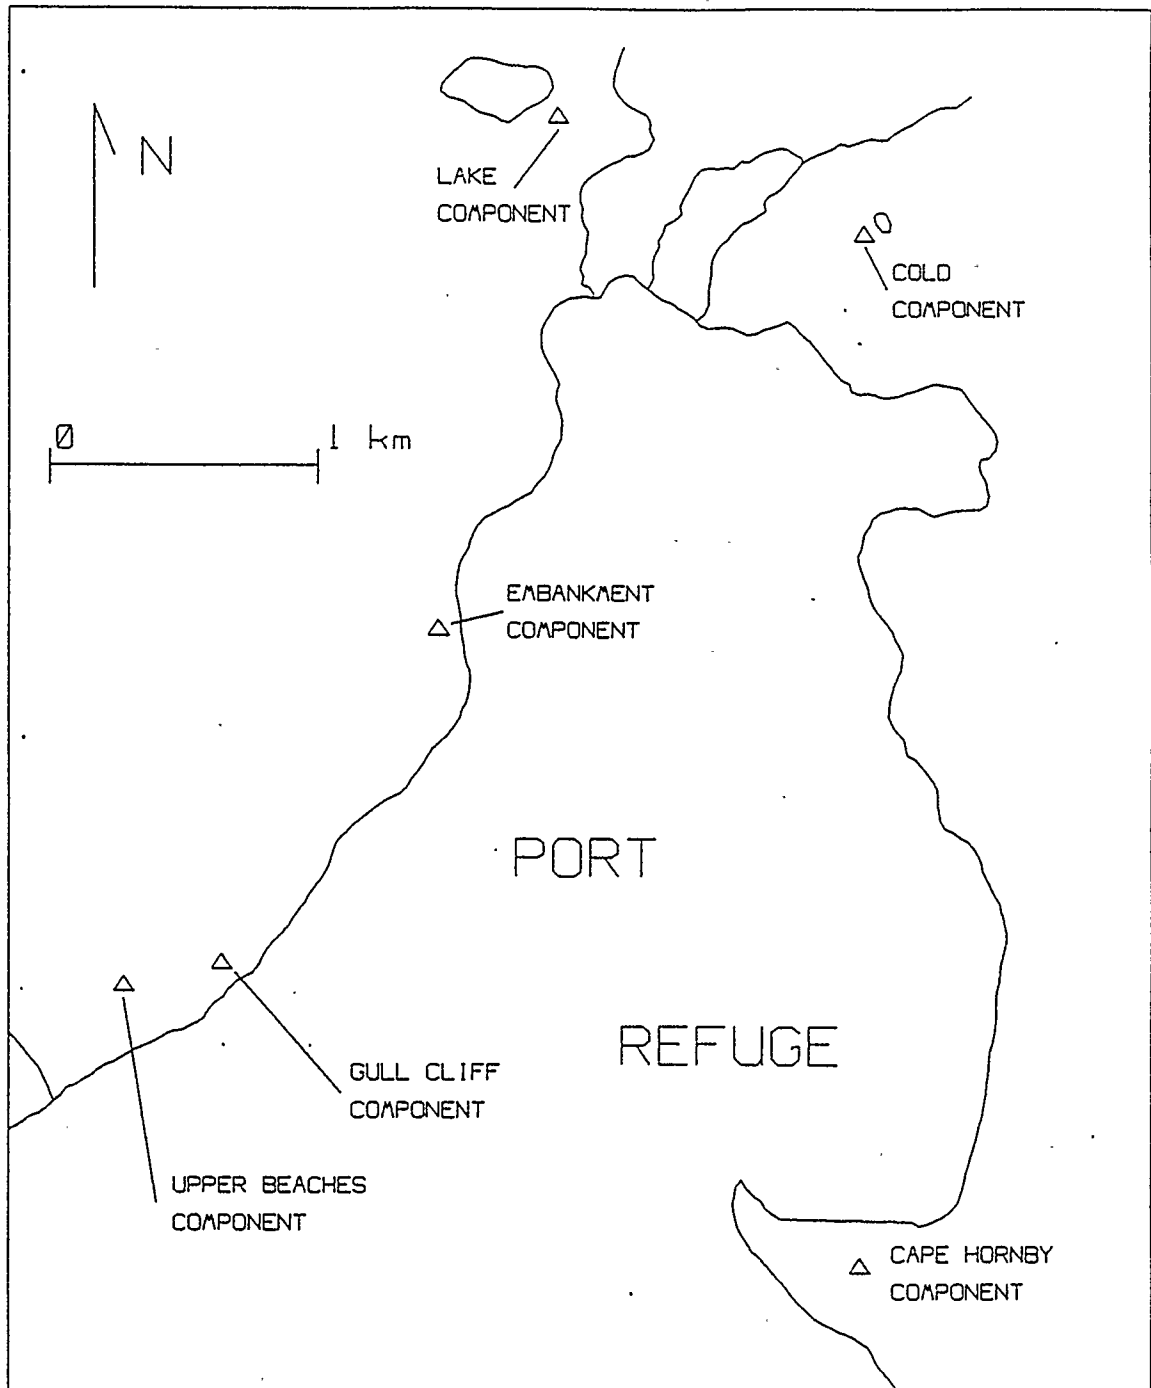 N
LAKE
COMPONENT
COLD
COMPONENT
0 1 km
EMBANKMENT
COMPONENT
PORT
REFUGE
GULL CLIFF
COMPONENT
UPPER BEACHES
COMPONENT
CAPE HORNBY
COMPONENT